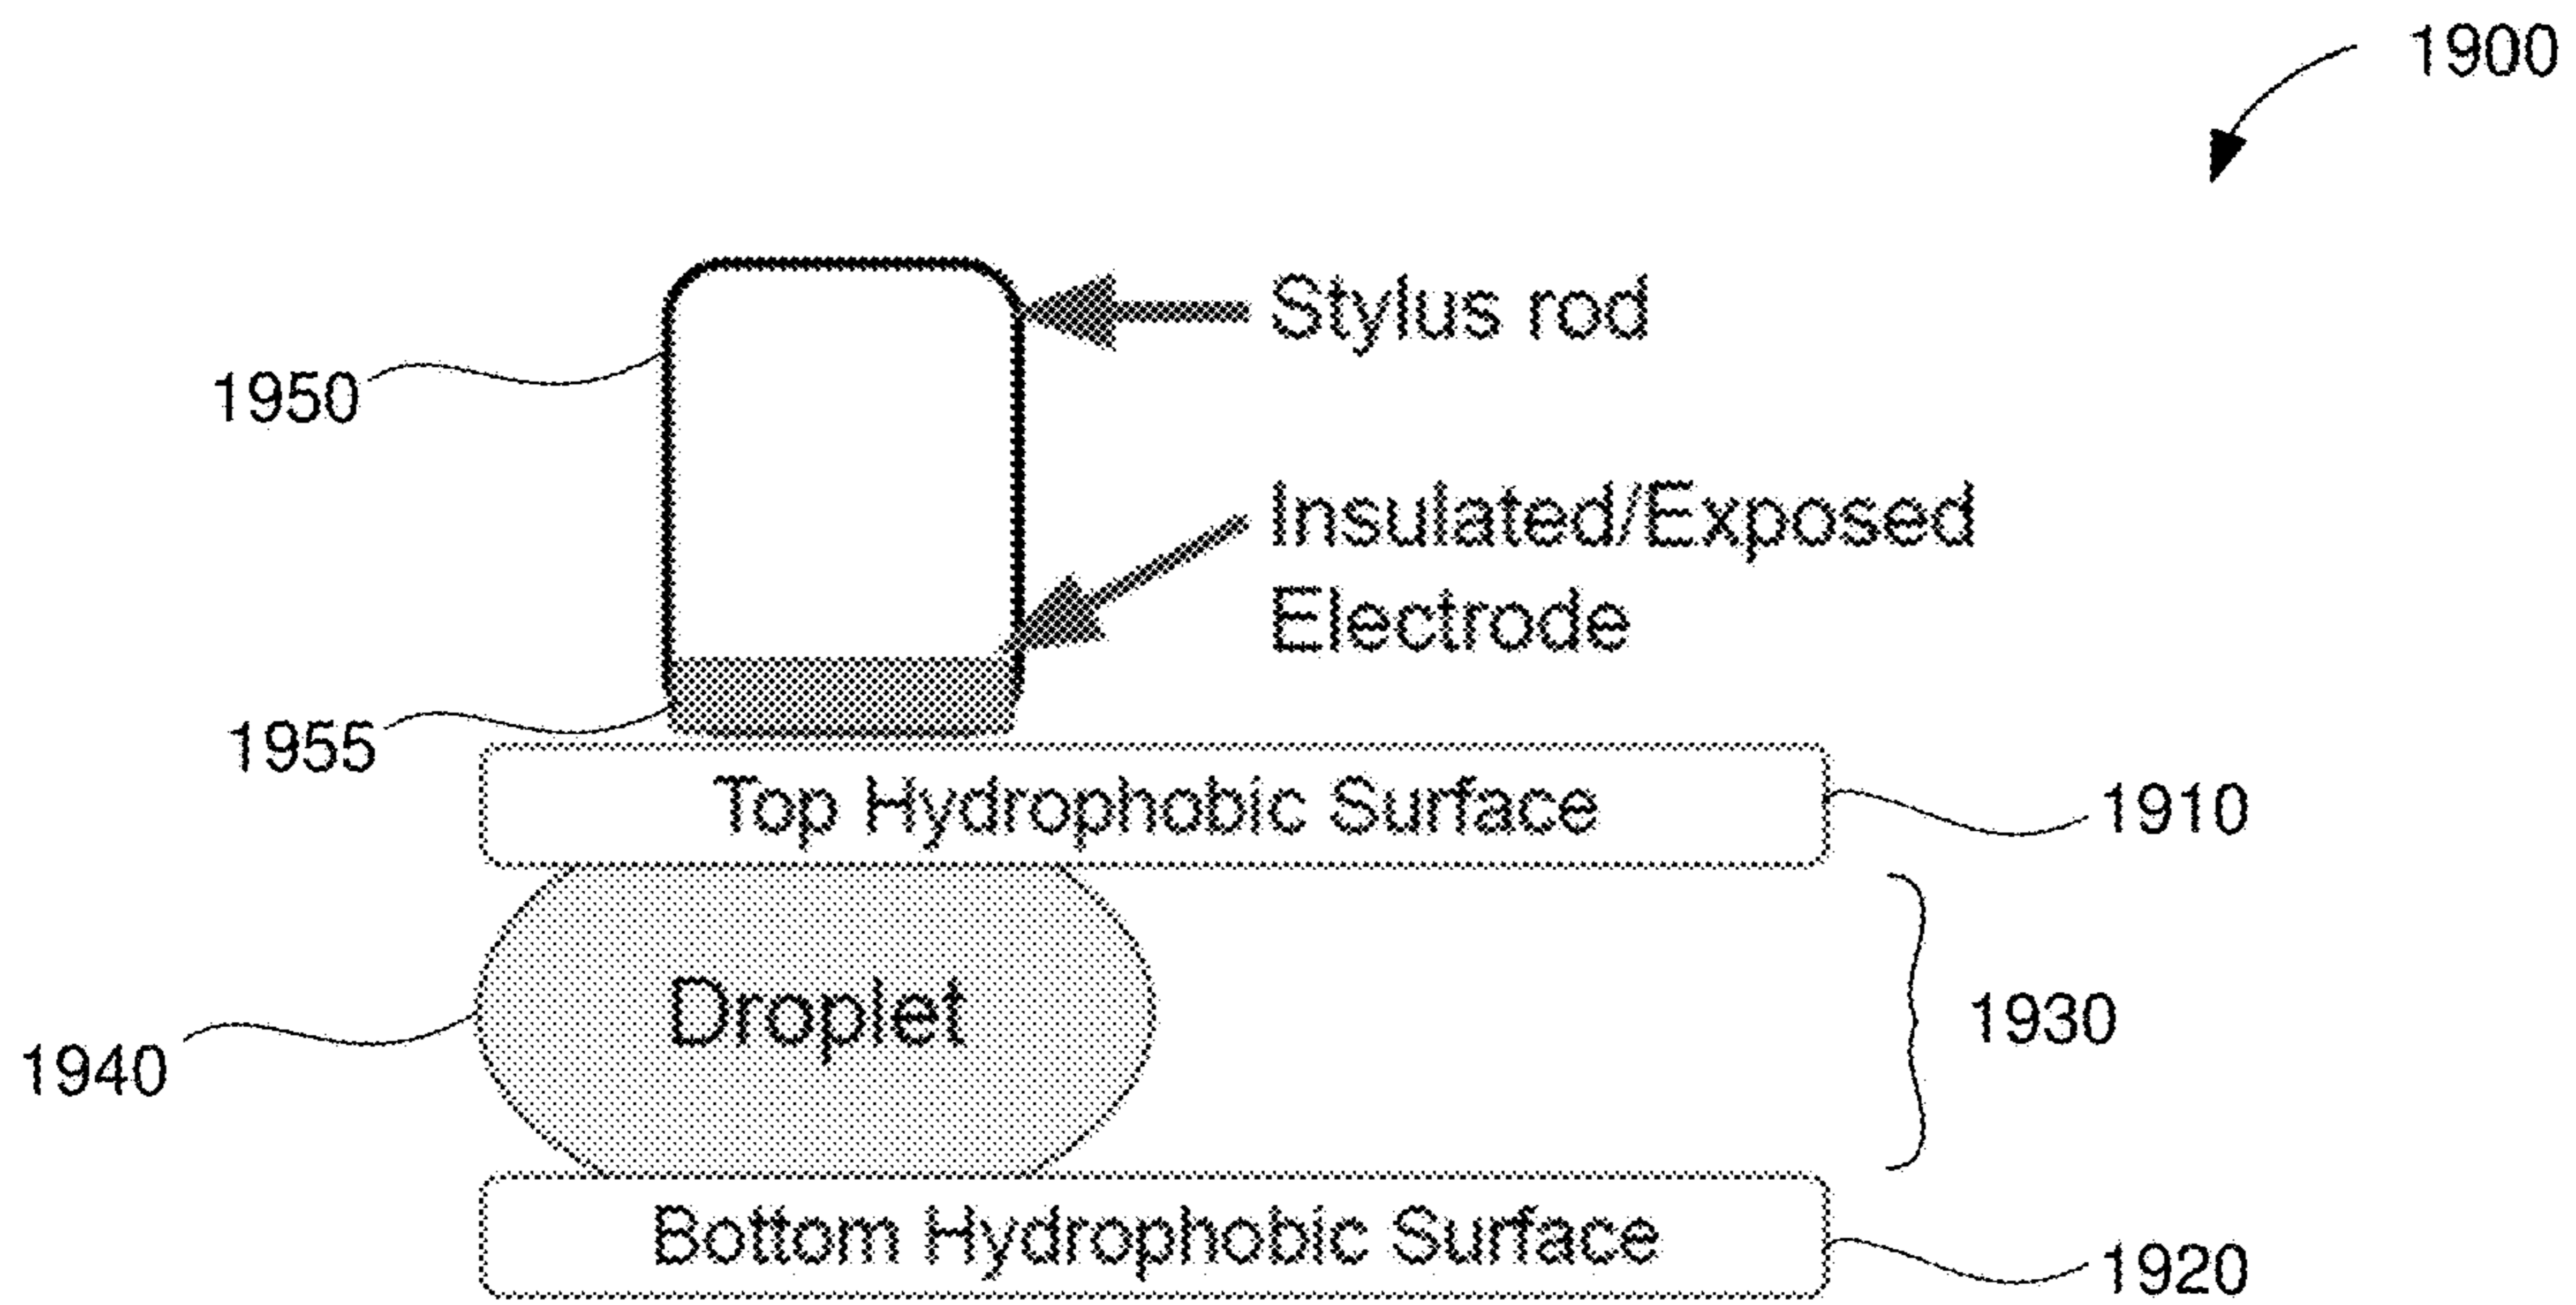 1900
Stylus rod
1950
Insulated/Exposed
Electrode
1955
Top Hydrophobic Surface
1910
Droplet
1930
1940
Bottom Hydrophobic Surface
1920